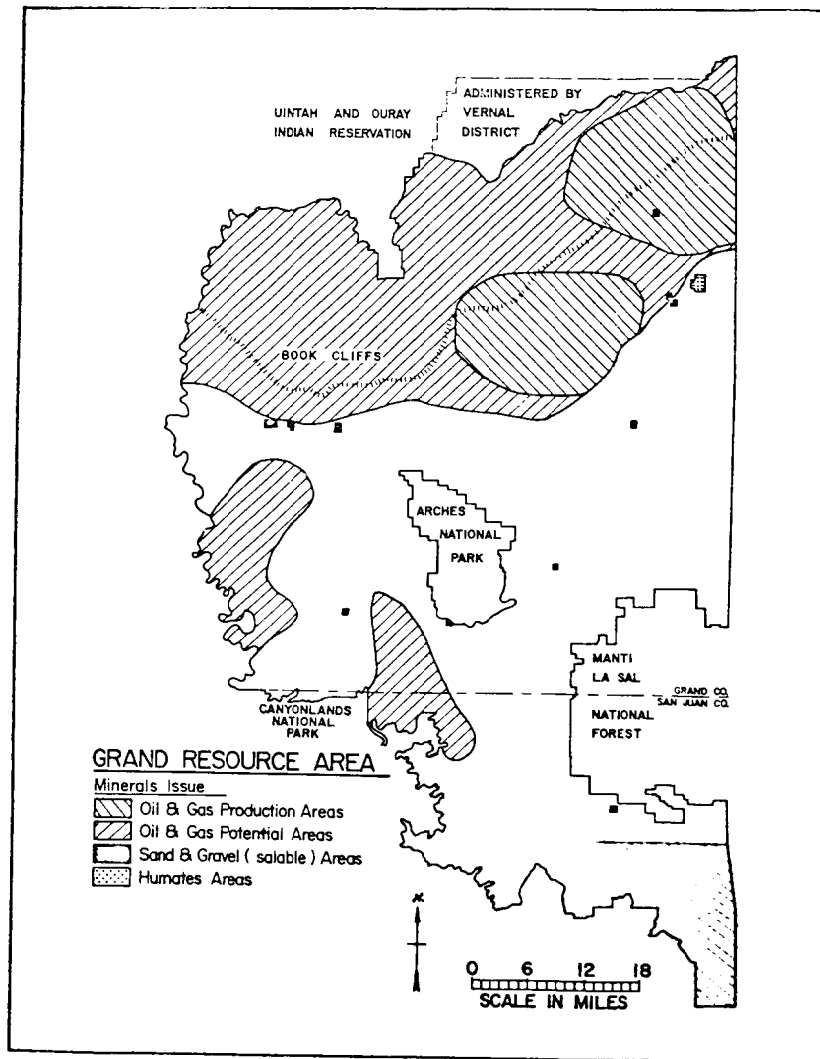 UINTAH AND OURAY
INDIAN RESERVATION
ADMINISTERED BY
VERNAL
DISTRICT
BOOK CLIFFS
ARCHES
NATIONAL
PARK
MANTI
LA SAL
GRAND CO.
SAN JUAN CO.
NATIONAL
FOREST
CANYONLANDS
NATIONAL
PARK
GRAND RESOURCE AREA
Minerals Issue
Oil & Gas Production Areas
Oil & Gas Potential Areas
Sand & Gravel ( salable ) Areas
Humates Areas
0 6 12 18
SCALE IN MILES